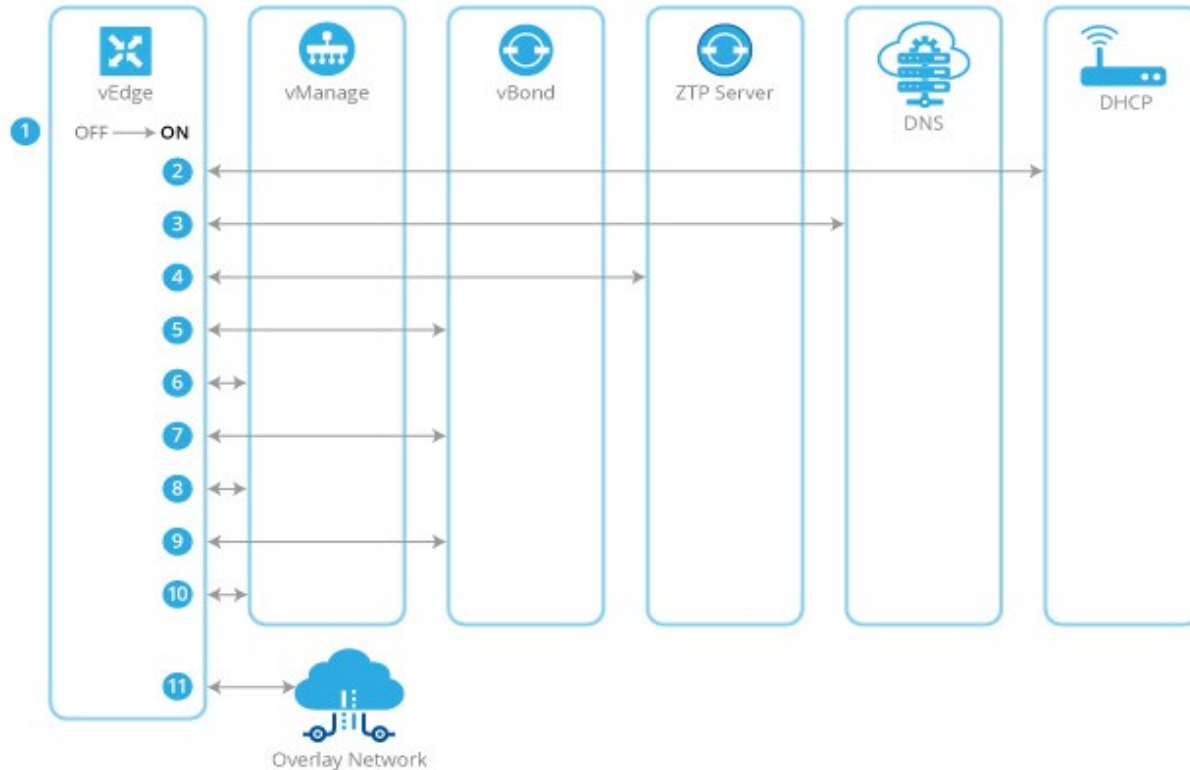 vEdge
vManage
vBond
ZTP Server
DNS
DHCP
1
OFF ON
2
3
4
5
6
7
8
9
10
11
Overlay Network